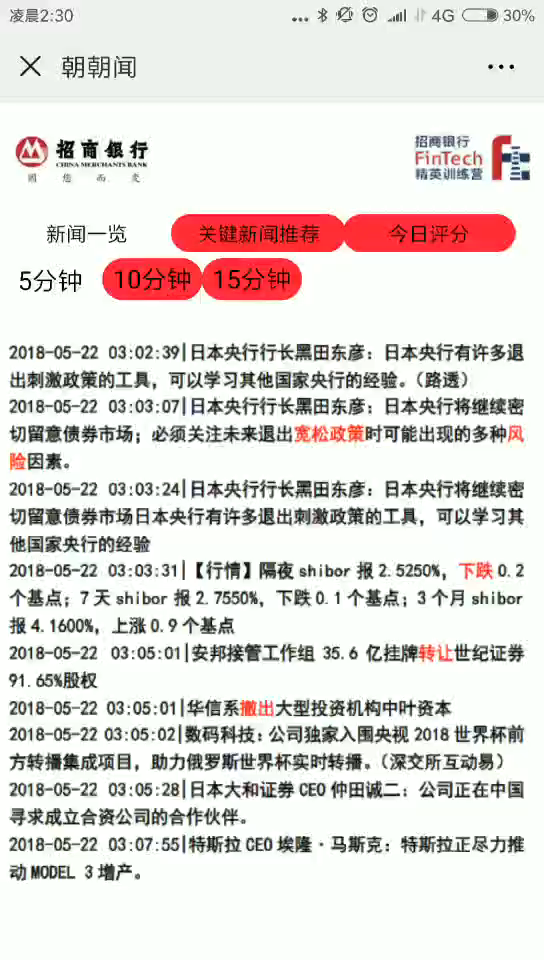 凌晨2:30
4G
30%
朝朝闻
招商银行
CHINA MERCHANTS BANK
因您而变
招商银行
FinTech
精英训练营
新闻一览
关键新闻推荐
今日评分
5分钟
10分钟
15分钟
2018-05-22 03:02:39|日本央行行长黑田东彦：日本央行有许多退
出刺激政策的工具，可以学习其他国家央行的经验。（路透）
2018-05-22 03:03:07|日本央行行长黑田东彦：日本央行将继续密
切留意债券市场；必须关注未来退出宽松政策时可能出现的多种风
险因素。
2018-05-22 03:03:24|日本央行行长黑田东彦：日本央行将继续密
切留意债券市场日本央行有许多退出刺激政策的工具，可以学习其
他国家央行的经验
2018-05-22 03:03:31|【行情】隔夜 shibor 报 2.5250%，下跌 0.2
个基点；7 天 shibor 报 2.7550%，下跌 0.1 个基点；3 个月 shibor
报 4.1600%，上涨 0.9 个基点
2018-05-22 03:05:01|安邦接管工作组 35.6 亿挂牌转让世纪证券
91.65%股权
2018-05-22 03:05:01|华信系撤出大型投资机构中叶资本
2018-05-22 03:05:02|数码科技：公司独家入围央视 2018 世界杯前
方转播集成项目，助力俄罗斯世界杯实时转播。（深交所互动易）
2018-05-22 03:05:28|日本大和证券 CEO 仲田诚二：公司正在中国
寻求成立合资公司的合作伙伴。
2018-05-22 03:07:55|特斯拉 CEO 埃隆·马斯克：特斯拉正尽力推
动 MODEL 3 增产。